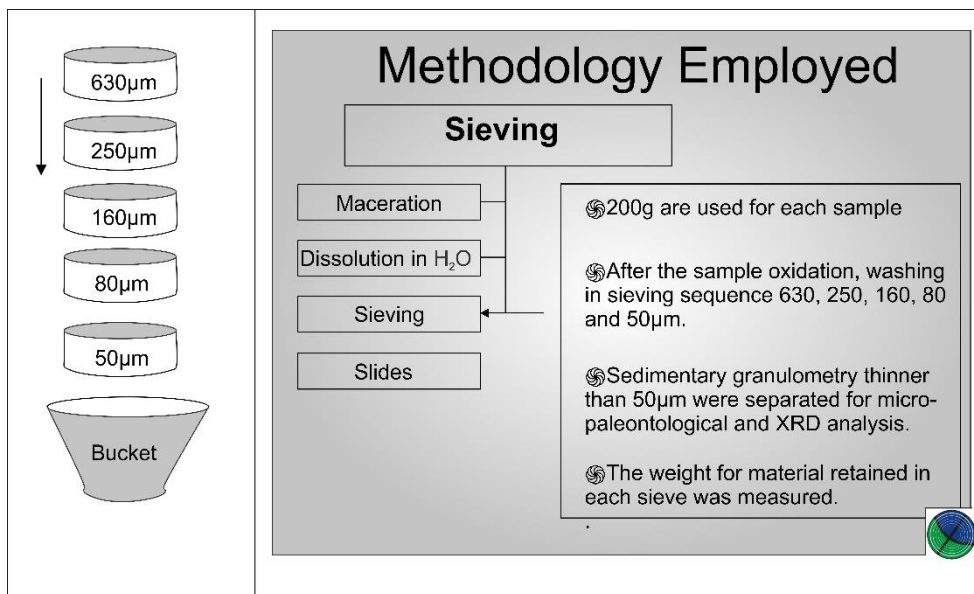 630µm
250µm
160µm
80µm
50µm
Bucket
Methodology Employed
Sieving
Maceration
Dissolution in H₂O
Sieving
Slides
200g are used for each sample
After the sample oxidation, washing
in sieving sequence 630, 250, 160, 80
and 50µm.
Sedimentary granulometry thinner
than 50µm were separated for micro-
paleontological and XRD analysis.
The weight for material retained in
each sieve was measured.
.